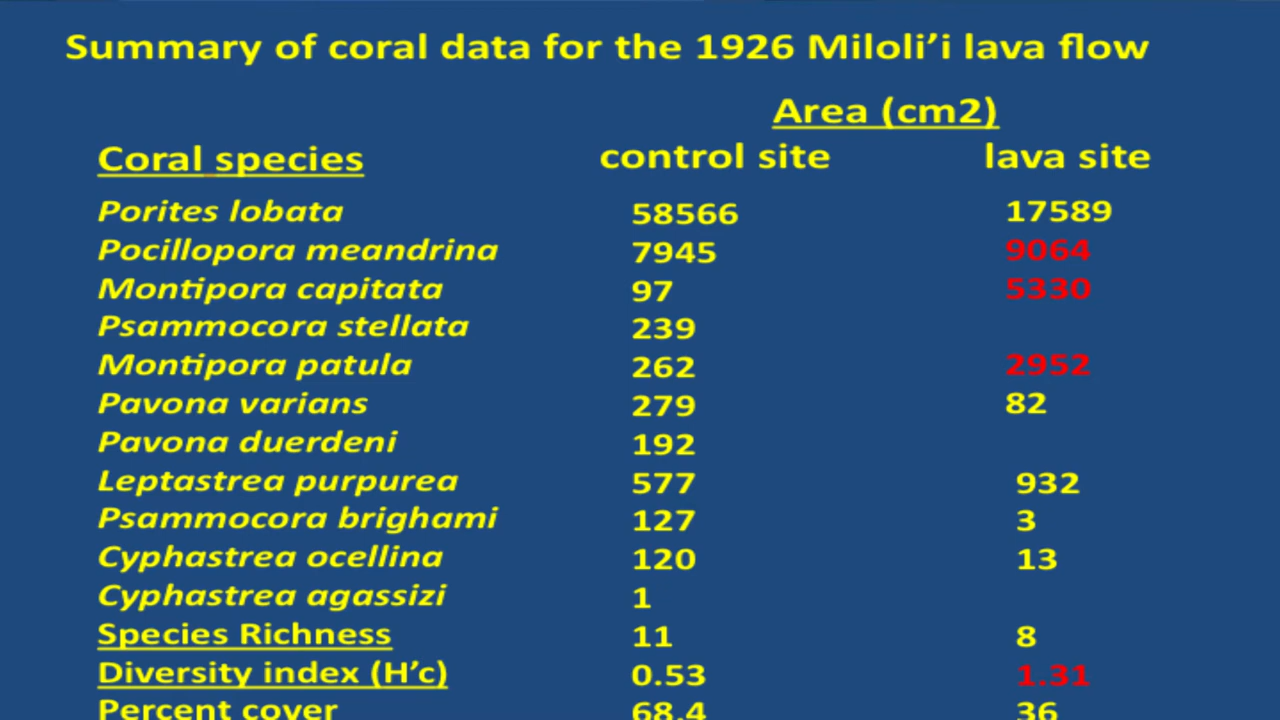 Summary of coral data for the 1926 Miloli’i lava flow
Area (cm2)
Coral species control site lava site
Porites lobata 58566 17589
Pocillopora meandrina 7945 9064
Montipora capitata 97 5330
Psammocora stellata 239
Montipora patula 262 2952
Pavona varians 279 82
Pavona duerdeni 192
Leptastrea purpurea 577 932
Psammocora brighami 127 3
Cyphastrea ocellina 120 13
Cyphastrea agassizi 1
Species Richness 11 8
Diversity index (H’c) 0.53 1.31
Percent cover 68.4 36